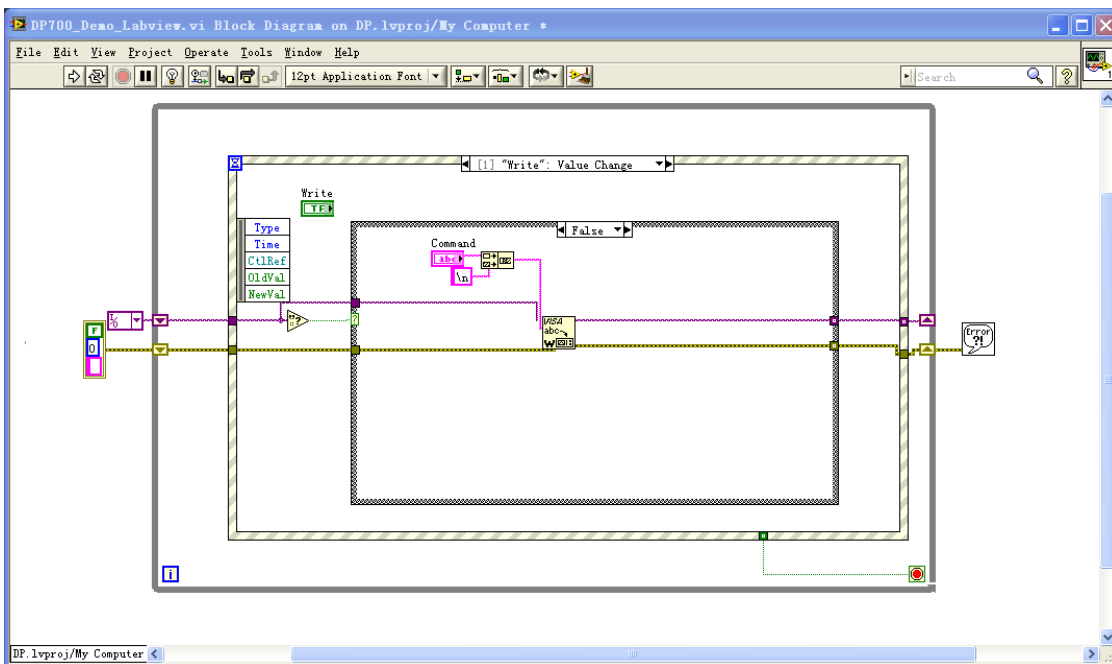 DP700_Demo_Labview.vi Block Diagram on DP.lvproj/My Computer *
File Edit View Project Operate Tools Window Help
12pt Application Font
Search
?
1
[1] "Write": Value Change
Write
TF
Type
Time
CtlRef
OldVal
NewVal
False
Command
abc
\n
I/O
?
?
F
0
VISA
abc
W
Error
?!
i
DP.lvproj/My Computer